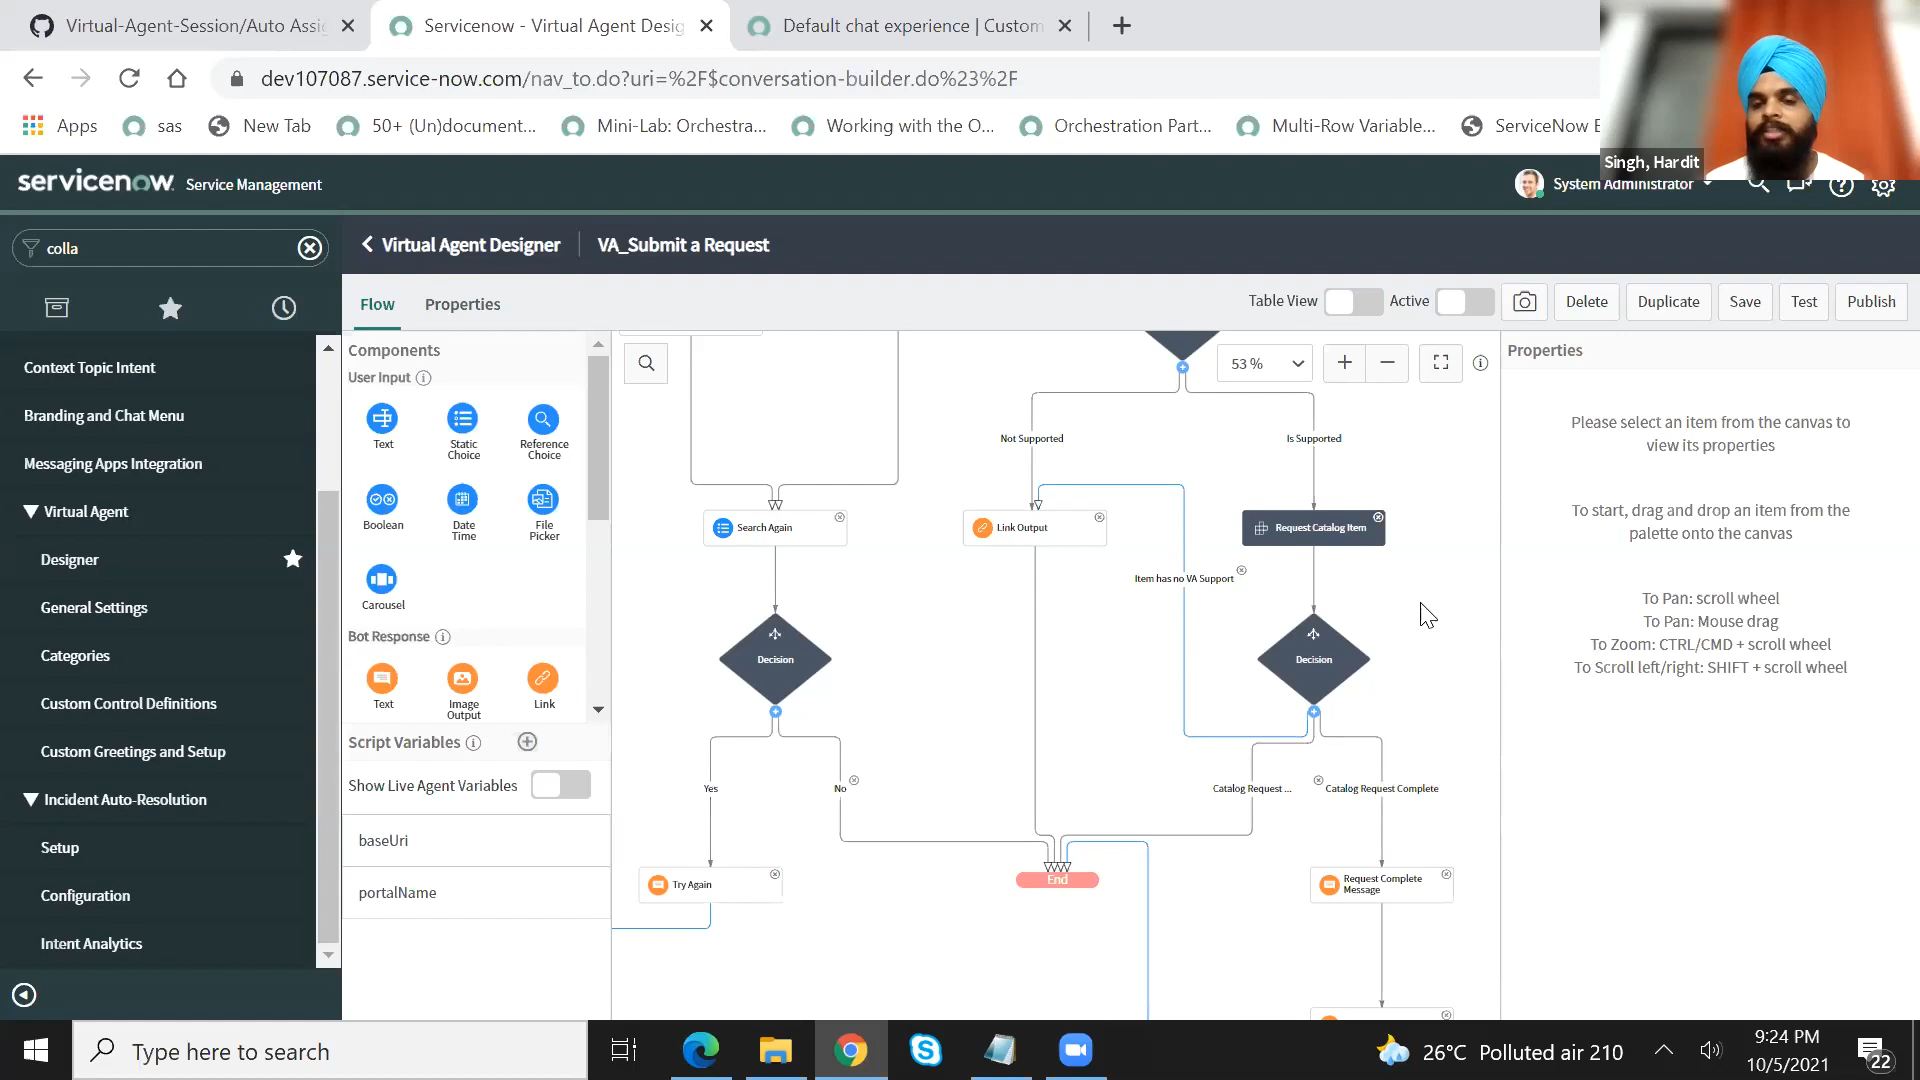 Virtual-Agent-Session/Auto Assi
Servicenow - Virtual Agent Desig
Default chat experience | Custom
dev107087.service-now.com/nav_to.do?uri=%2F$conversation-builder.do%23%2F
Apps
sas
New Tab
50+ (Un)document...
Mini-Lab: Orchestra...
Working with the O...
Orchestration Part...
Multi-Row Variable...
ServiceNow
Singh, Hardit
servicenow Service Management
System Administrator
colla
Virtual Agent Designer
VA_Submit a Request
Flow
Properties
Table View
Active
Delete
Duplicate
Save
Test
Publish
Context Topic Intent
Branding and Chat Menu
Messaging Apps Integration
Virtual Agent
Designer
General Settings
Categories
Custom Control Definitions
Custom Greetings and Setup
Incident Auto-Resolution
Setup
Configuration
Intent Analytics
Components
User Input
Text
Static
Choice
Reference
Choice
Boolean
Date
Time
File
Picker
Carousel
Bot Response
Text
Image
Output
Link
Script Variables
Show Live Agent Variables
baseUri
portalName
53 %
Not Supported
Is Supported
Search Again
Link Output
Request Catalog Item
Item has no VA Support
Decision
Decision
Yes
No
Catalog Request ...
Catalog Request Complete
Try Again
End
Request Complete
Message
Properties
Please select an item from the canvas to
view its properties
To start, drag and drop an item from the
palette onto the canvas
To Pan: scroll wheel
To Pan: Mouse drag
To Zoom: CTRL/CMD + scroll wheel
To Scroll left/right: SHIFT + scroll wheel
Type here to search
26°C Polluted air 210
9:24 PM
10/5/2021
22